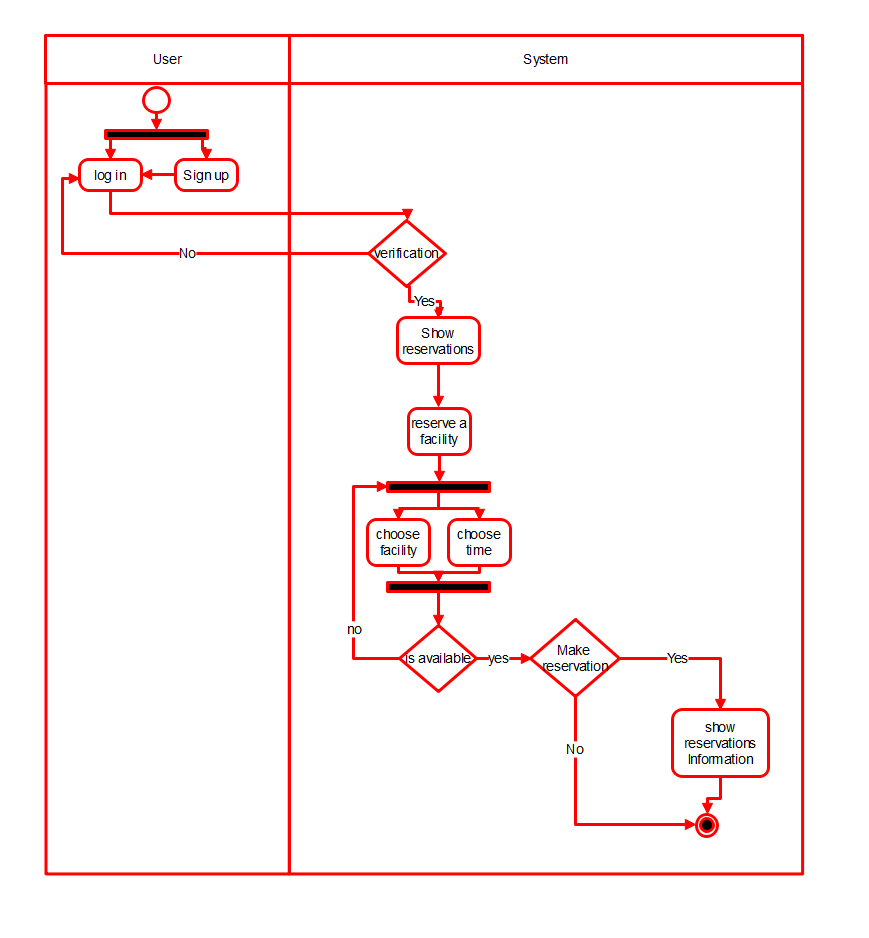 User
System
log in
Sign up
verification
No
Yes
Show
reservations
reserve a
facility
choose
facility
choose
time
no
is available
yes
Make
reservation
Yes
No
show
reservations
Information